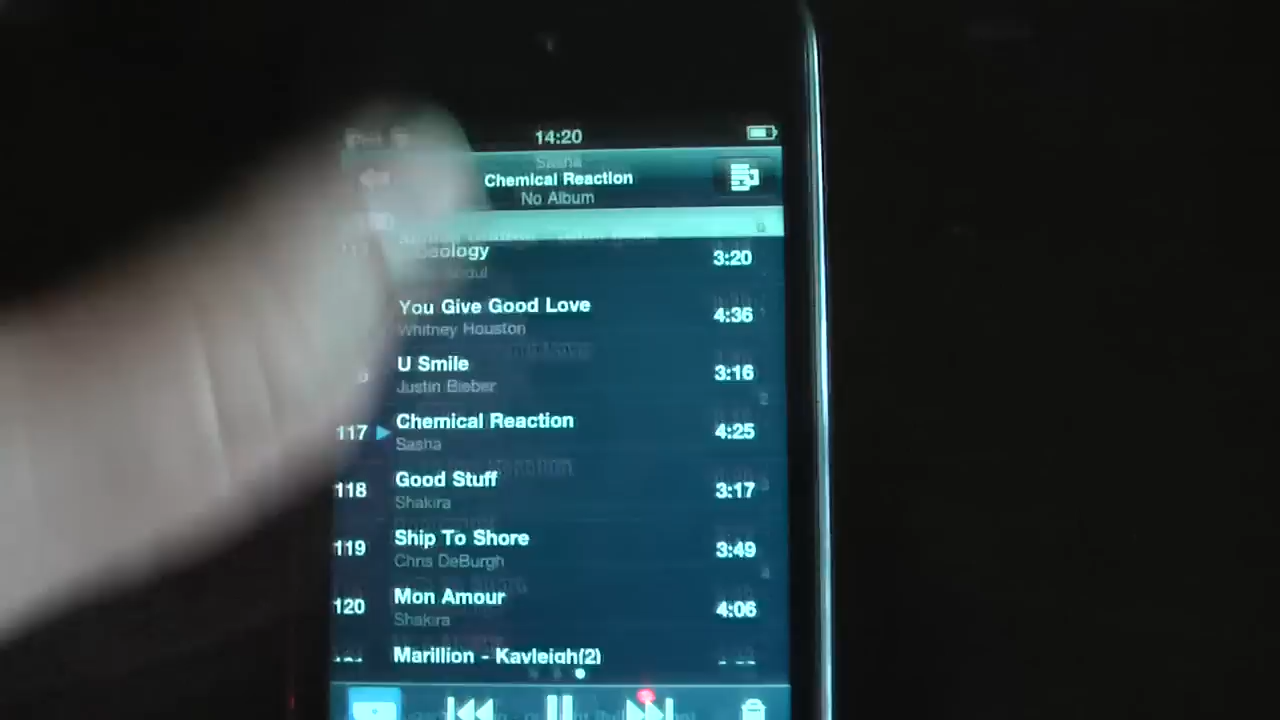 14:20
Sasha
Chemical Reaction
No Album
3:20
You Give Good Love
4:36
Whitney Houston
U Smile
3:16
Justin Bieber
117 Chemical Reaction
4:25
Sasha
118 Good Stuff
3:17
Shakira
119 Ship To Shore
3:49
Chris DeBurgh
120 Mon Amour
4:06
Shakira
Marillion - Kayleigh(2)